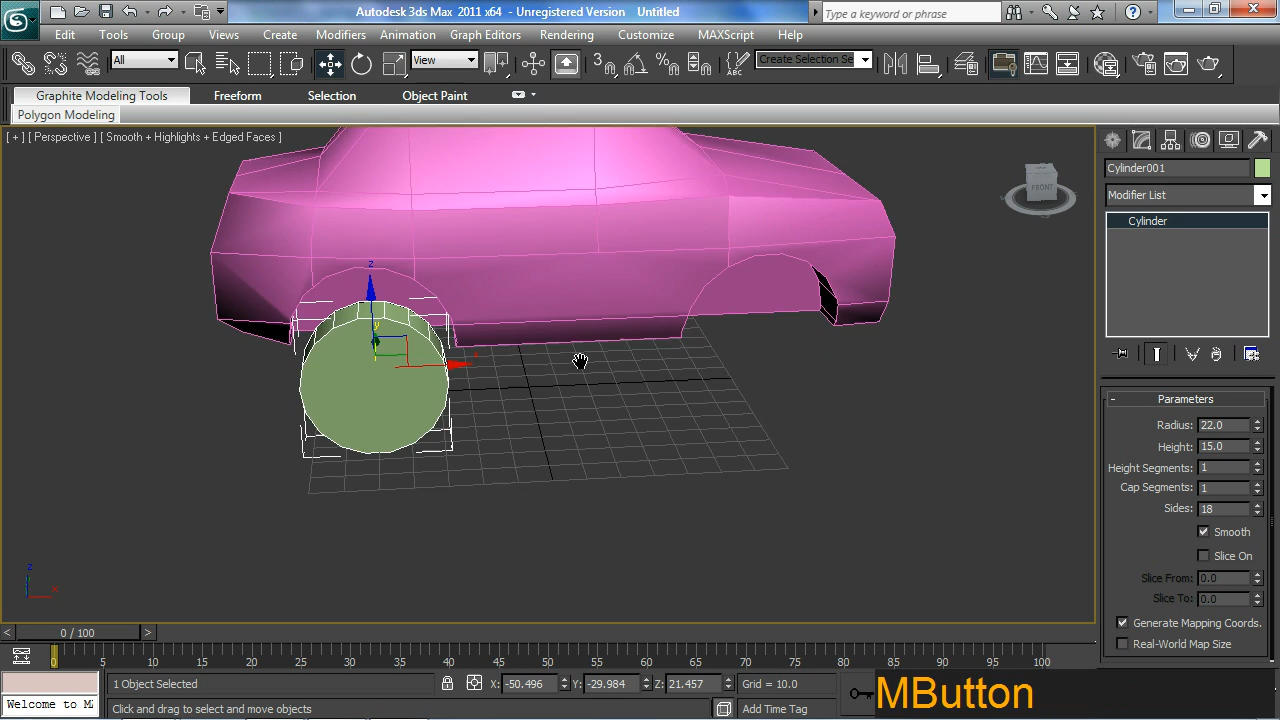 Autodesk 3ds Max 2011 x64 - Unregistered Version Untitled
Type a keyword or phrase
Edit Tools Group Views Create Modifiers Animation Graph Editors Rendering Customize MAXScript Help
All View Create Selection Se
Graphite Modeling Tools Freeform Selection Object Paint
Polygon Modeling
[ + ] [ Perspective ] [ Smooth + Highlights + Edged Faces ]
FRONT
z
y
x
z
x
Cylinder001
Modifier List
Cylinder
- Parameters
Radius: 22.0
Height: 15.0
Height Segments: 1
Cap Segments: 1
Sides: 18
Smooth
Slice On
Slice From: 0.0
Slice To: 0.0
Generate Mapping Coords.
Real-World Map Size
< 0 / 100 >
0 5 10 15 20 25 30 35 40 45 50 55 60 65 70 75 80 85 90 95 100
1 Object Selected X: -50.496 Y: -29.984 Z: 21.457 Grid = 10.0
Welcome to M
Click and drag to select and move objects Add Time Tag
MButton